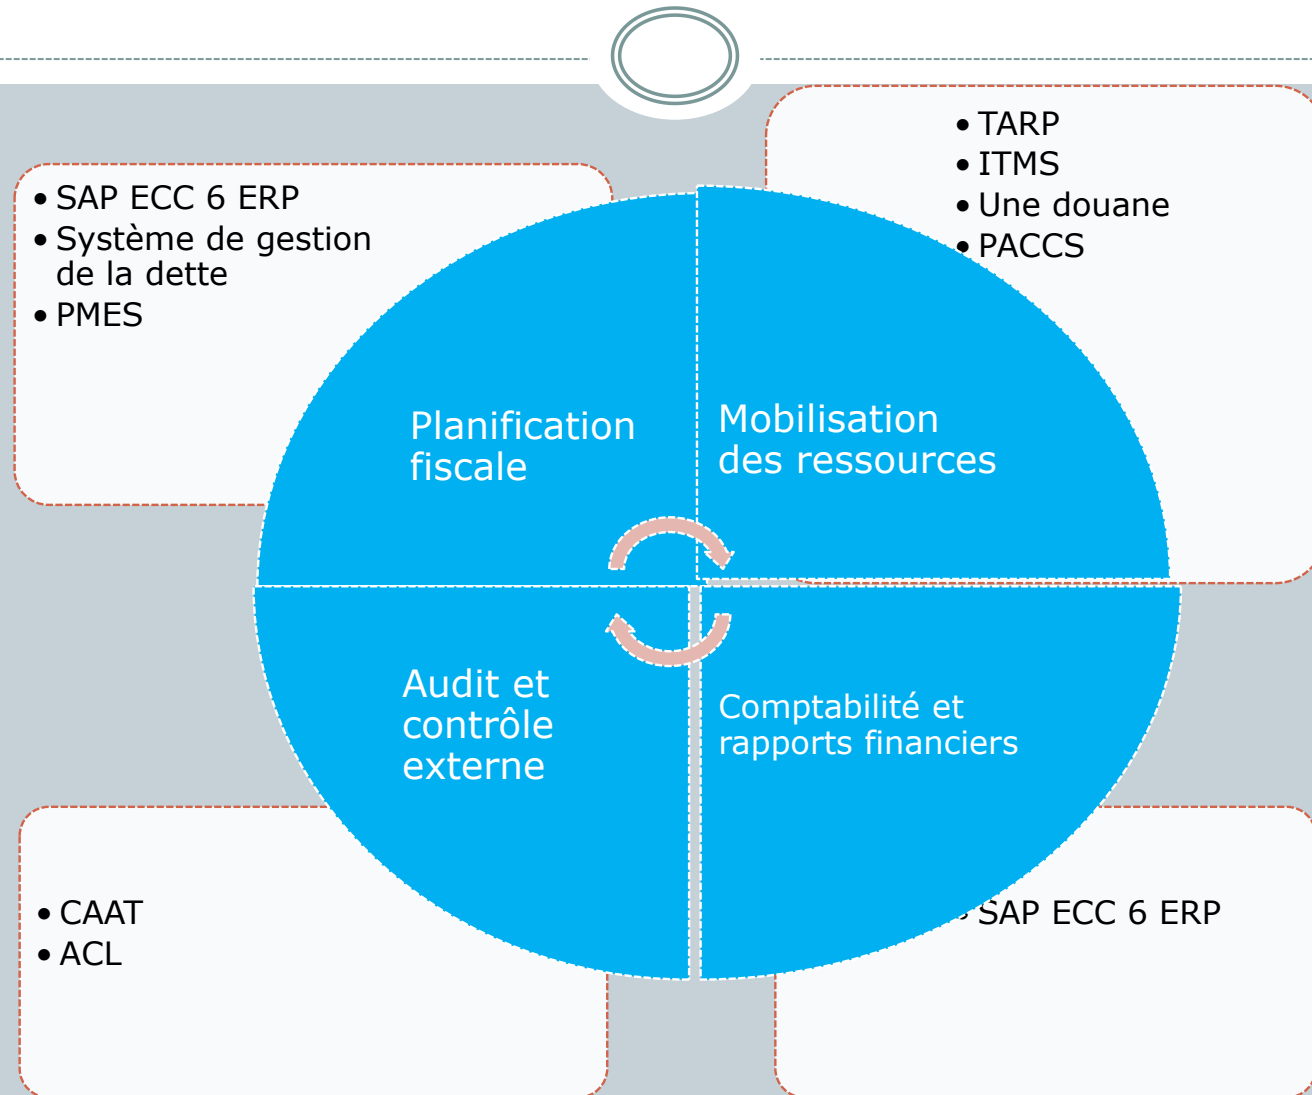 • SAP ECC 6 ERP
• Système de gestion
de la dette
• PMES
• TARP
• ITMS
• Une douane
• PACCS
Planification
fiscale
Mobilisation
des ressources
Audit et
contrôle
externe
Comptabilité et
rapports financiers
• CAAT
• ACL
• SAP ECC 6 ERP